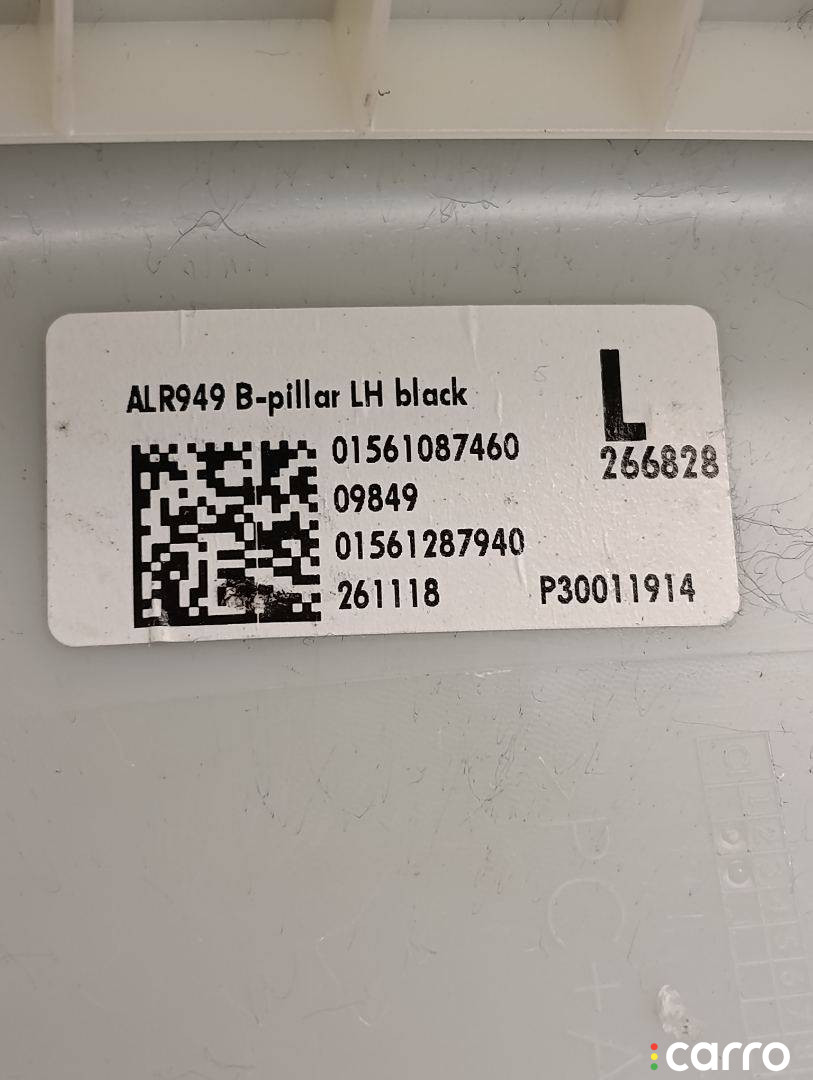 ALR949 B-pillar LH black
L
01561087460
266828
09849
01561287940
261118
P30011914
carro